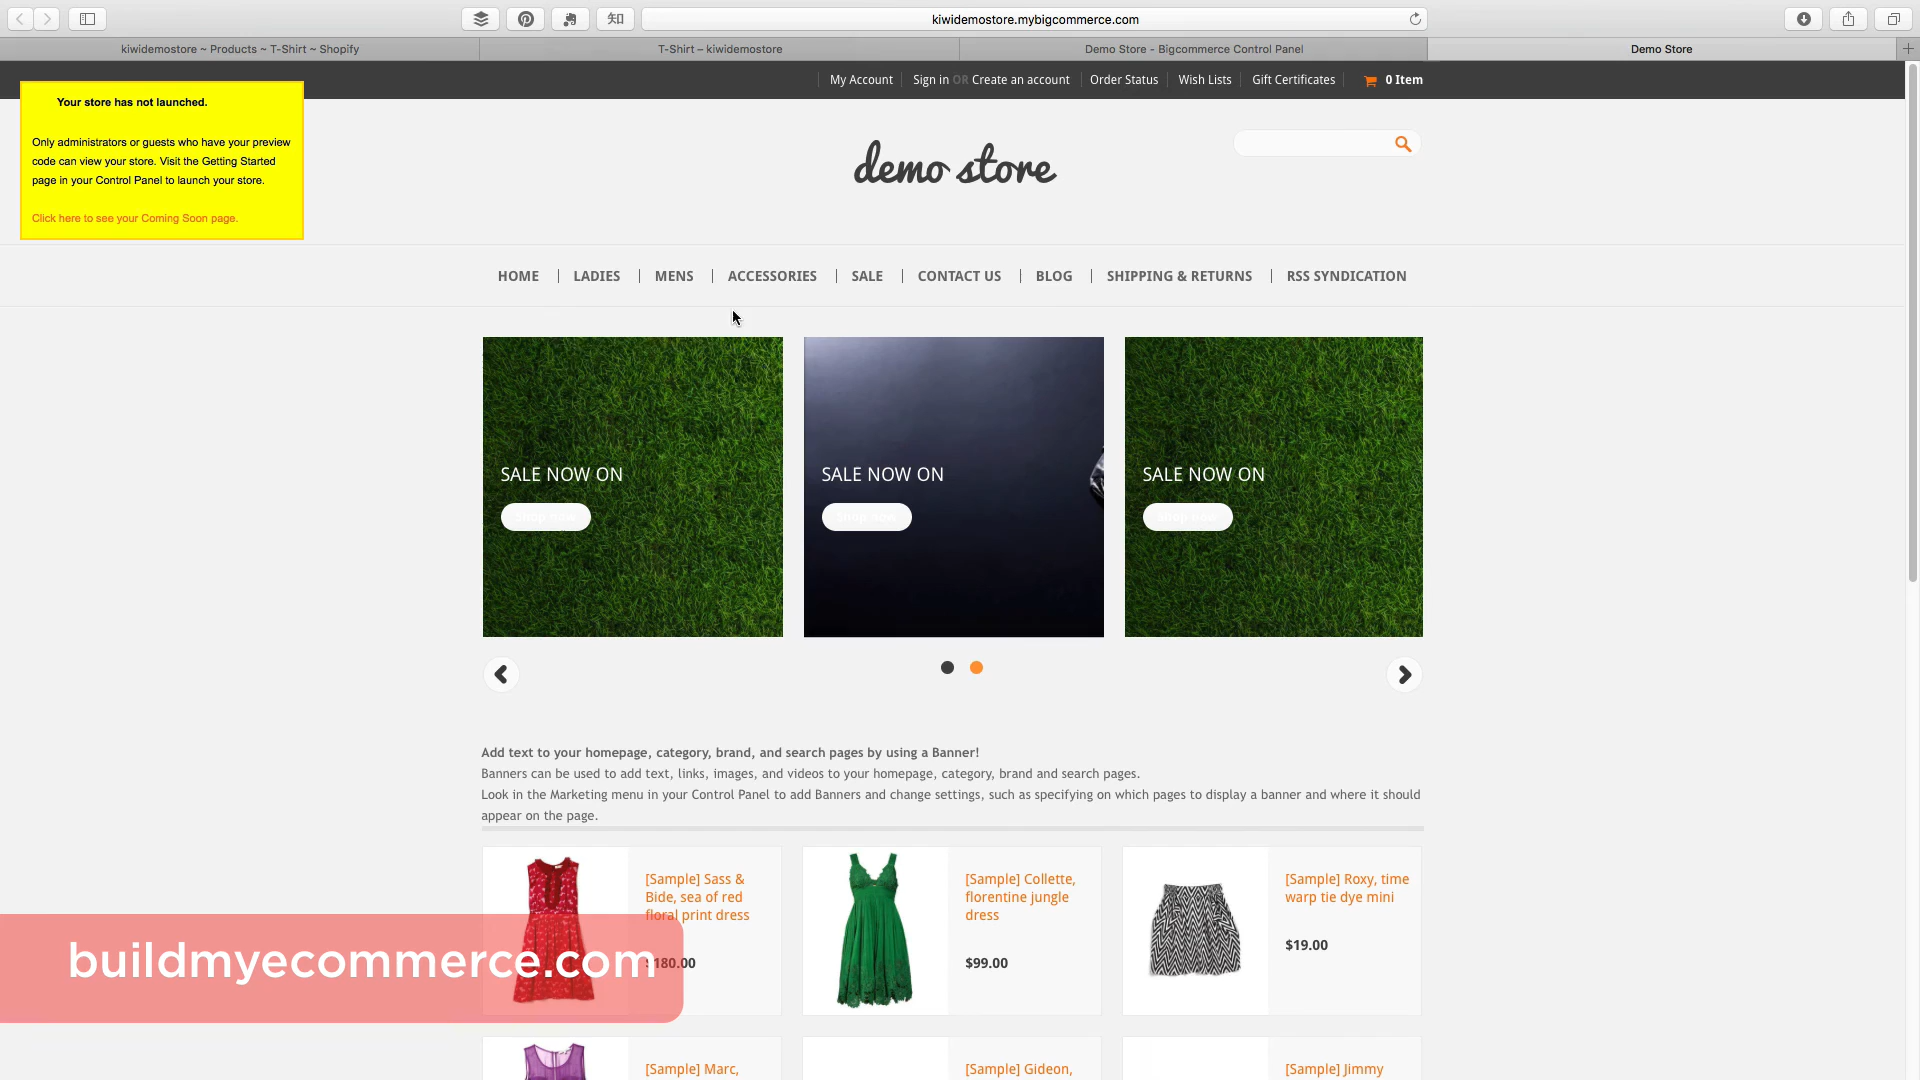 知
kiwidemostore.mybigcommerce.com
kiwidemostore ~ Products ~ T-Shirt ~ Shopify
T-Shirt – kiwidemostore
Demo Store - Bigcommerce Control Panel
Demo Store
My Account
Sign in OR Create an account
Order Status
Wish Lists
Gift Certificates
0 Item
Your store has not launched.
Only administrators or guests who have your preview
code can view your store. Visit the Getting Started
page in your Control Panel to launch your store.
Click here to see your Coming Soon page.
demo store
HOME
LADIES
MENS
ACCESSORIES
SALE
CONTACT US
BLOG
SHIPPING & RETURNS
RSS SYNDICATION
SALE NOW ON
Shop now
SALE NOW ON
Shop now
SALE NOW ON
Shop now
Add text to your homepage, category, brand, and search pages by using a Banner!
Banners can be used to add text, links, images, and videos to your homepage, category, brand and search pages.
Look in the Marketing menu in your Control Panel to add Banners and change settings, such as specifying on which pages to display a banner and where it should
appear on the page.
[Sample] Sass &
Bide, sea of red
floral print dress
$180.00
[Sample] Collette,
florentine jungle
dress
$99.00
[Sample] Roxy, time
warp tie dye mini
$19.00
buildmyecommerce.com
[Sample] Marc,
[Sample] Gideon,
[Sample] Jimmy